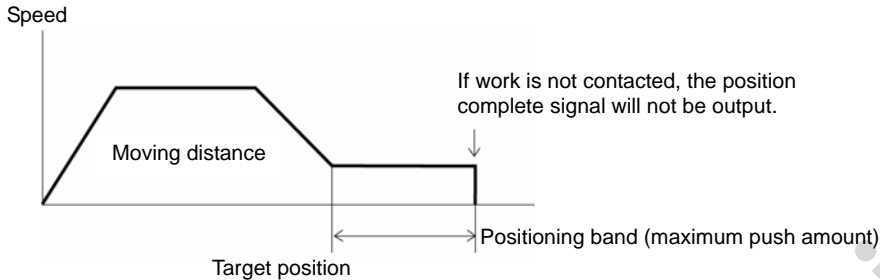 Speed
If work is not contacted, the position
complete signal will not be output.
Moving distance
Positioning band (maximum push amount)
Target position